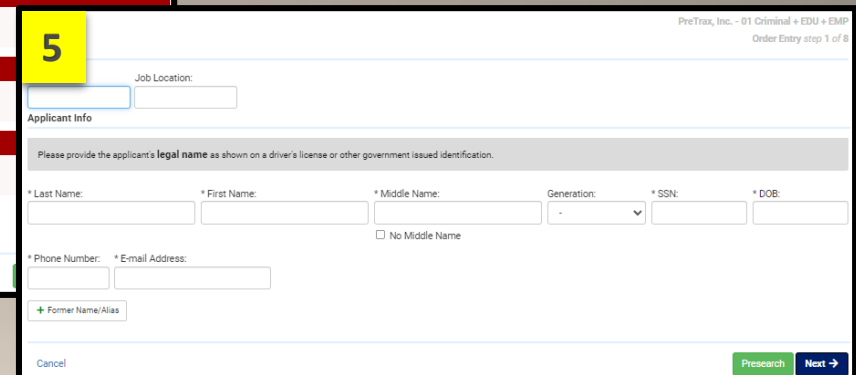 5
PreTrax, Inc. - 01 Criminal + EDU + EMP
Order Entry step 1 of 8
Job Location:
Applicant Info
Please provide the applicant's legal name as shown on a driver's license or other government issued identification.
* Last Name: * First Name: * Middle Name: Generation: * SSN: * DOB:
-
No Middle Name
* Phone Number: * E-mail Address:
+ Former Name/Alias
Cancel Presearch Next →